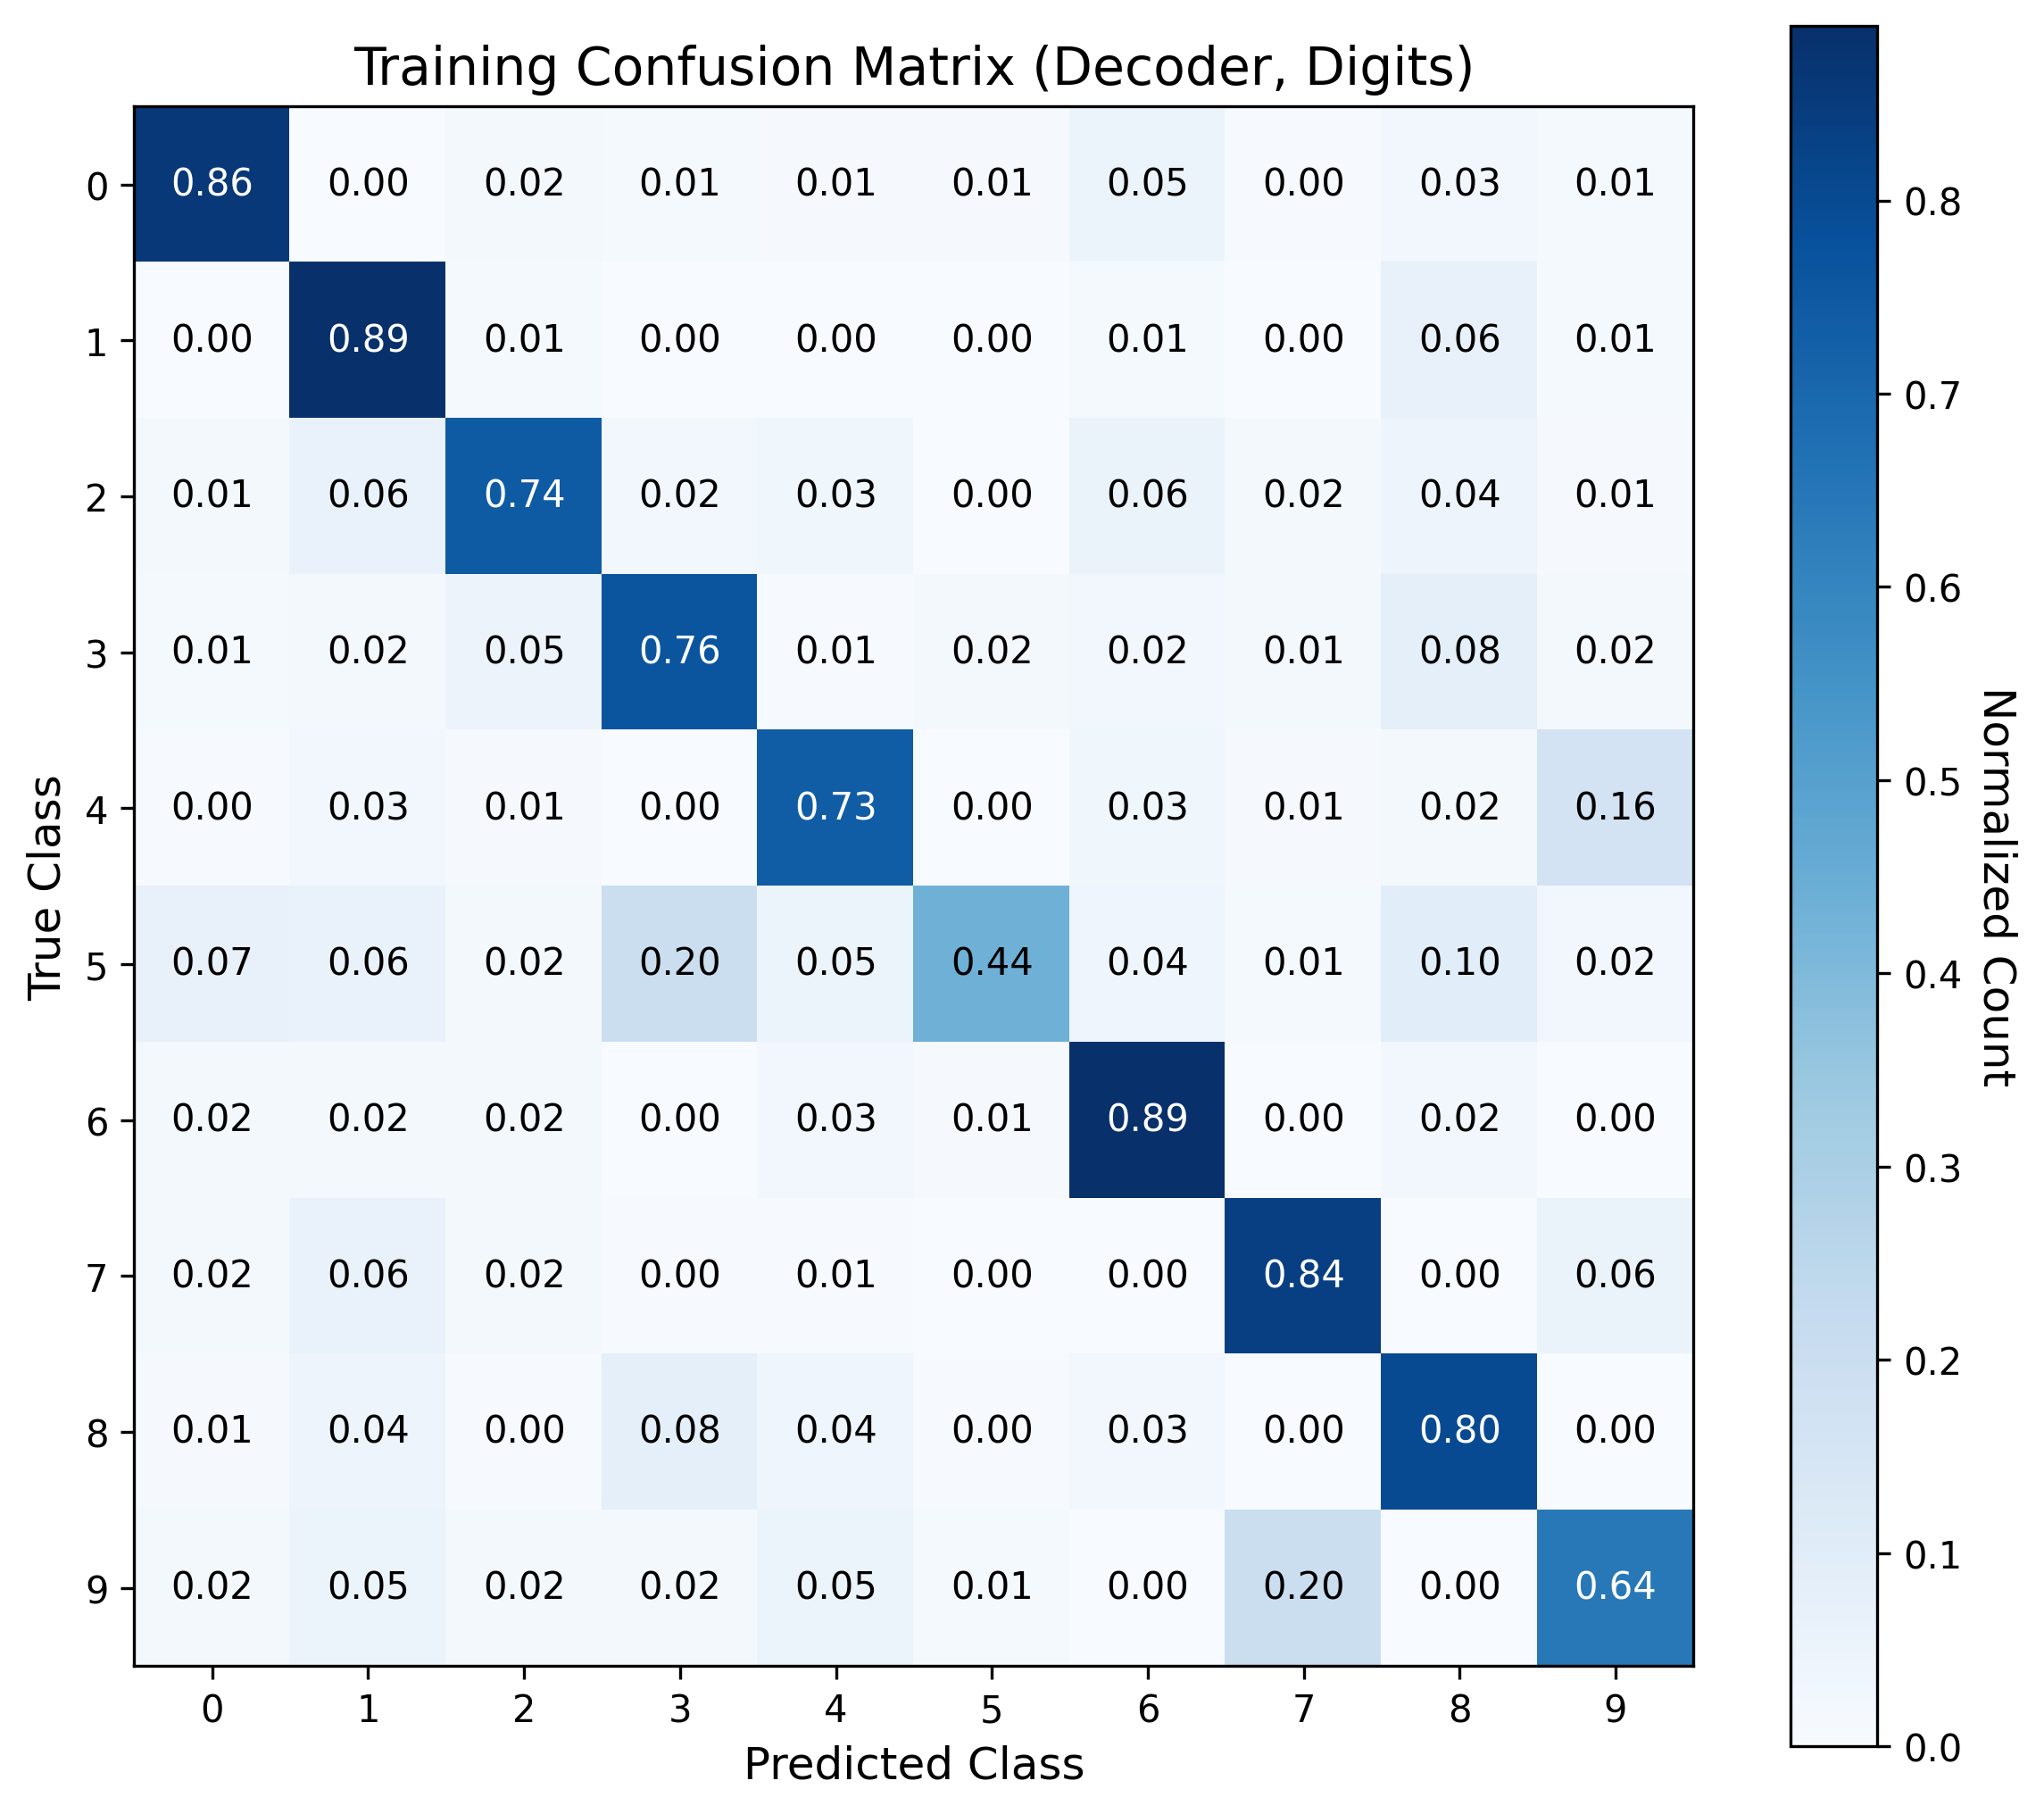 Training Confusion Matrix (Decoder, Digits)
0 0.86 0.00 0.02 0.01 0.01 0.01 0.05 0.00 0.03 0.01
1 0.00 0.89 0.01 0.00 0.00 0.00 0.01 0.00 0.06 0.01
2 0.01 0.06 0.74 0.02 0.03 0.00 0.06 0.02 0.04 0.01
3 0.01 0.02 0.05 0.76 0.01 0.02 0.02 0.01 0.08 0.02
4 0.00 0.03 0.01 0.00 0.73 0.00 0.03 0.01 0.02 0.16
5 0.07 0.06 0.02 0.20 0.05 0.44 0.04 0.01 0.10 0.02
6 0.02 0.02 0.02 0.00 0.03 0.01 0.89 0.00 0.02 0.00
7 0.02 0.06 0.02 0.00 0.01 0.00 0.00 0.84 0.00 0.06
8 0.01 0.04 0.00 0.08 0.04 0.00 0.03 0.00 0.80 0.00
9 0.02 0.05 0.02 0.02 0.05 0.01 0.00 0.20 0.00 0.64
0 1 2 3 4 5 6 7 8 9
Predicted Class
True Class
0.8
0.7
0.6
0.5
0.4
0.3
0.2
0.1
0.0
Normalized Count